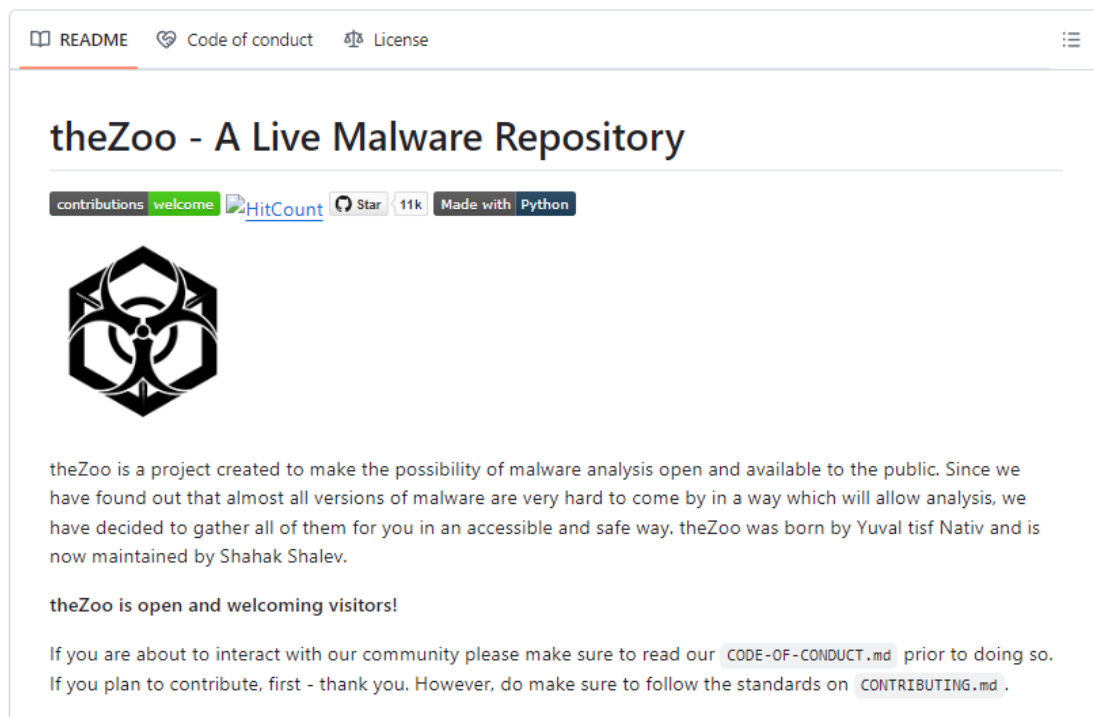 README Code of conduct License
theZoo - A Live Malware Repository
contributions welcome HitCount Star 11k Made with Python
theZoo is a project created to make the possibility of malware analysis open and available to the public. Since we
have found out that almost all versions of malware are very hard to come by in a way which will allow analysis, we
have decided to gather all of them for you in an accessible and safe way. theZoo was born by Yuval tisf Nativ and is
now maintained by Shahak Shalev.
theZoo is open and welcoming visitors!
If you are about to interact with our community please make sure to read our CODE-OF-CONDUCT.md prior to doing so.
If you plan to contribute, first - thank you. However, do make sure to follow the standards on CONTRIBUTING.md.